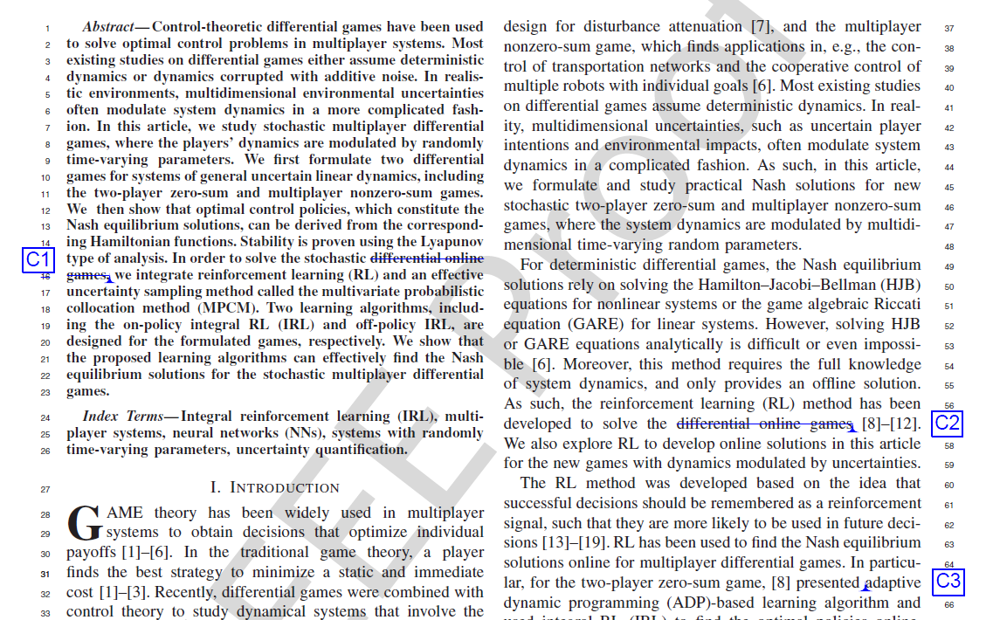 1 Abstract—Control-theoretic differential games have been used
2 to solve optimal control problems in multiplayer systems. Most
3 existing studies on differential games either assume deterministic
4 dynamics or dynamics corrupted with additive noise. In realis-
5 tic environments, multidimensional environmental uncertainties
6 often modulate system dynamics in a more complicated fash-
7 ion. In this article, we study stochastic multiplayer differential
8 games, where the players' dynamics are modulated by randomly
9 time-varying parameters. We first formulate two differential
10 games for systems of general uncertain linear dynamics, including
11 the two-player zero-sum and multiplayer nonzero-sum games.
12 We then show that optimal control policies, which constitute the
13 Nash equilibrium solutions, can be derived from the correspond-
14 ing Hamiltonian functions. Stability is proven using the Lyapunov
C1 type of analysis. In order to solve the stochastic differential online
16 games, we integrate reinforcement learning (RL) and an effective
17 uncertainty sampling method called the multivariate probabilistic
18 collocation method (MPCM). Two learning algorithms, includ-
19 ing the on-policy integral RL (IRL) and off-policy IRL, are
20 designed for the formulated games, respectively. We show that
21 the proposed learning algorithms can effectively find the Nash
22 equilibrium solutions for the stochastic multiplayer differential
23 games.
24 Index Terms—Integral reinforcement learning (IRL), multi-
25 player systems, neural networks (NNs), systems with randomly
26 time-varying parameters, uncertainty quantification.
27 I. INTRODUCTION
28 GAME theory has been widely used in multiplayer
29 systems to obtain decisions that optimize individual
30 payoffs [1]–[6]. In the traditional game theory, a player
31 finds the best strategy to minimize a static and immediate
32 cost [1]–[3]. Recently, differential games were combined with
33 control theory to study dynamical systems that involve the
design for disturbance attenuation [7], and the multiplayer 37
nonzero-sum game, which finds applications in, e.g., the con- 38
trol of transportation networks and the cooperative control of 39
multiple robots with individual goals [6]. Most existing studies 40
on differential games assume deterministic dynamics. In real- 41
ity, multidimensional uncertainties, such as uncertain player 42
intentions and environmental impacts, often modulate system 43
dynamics in a complicated fashion. As such, in this article, 44
we formulate and study practical Nash solutions for new 45
stochastic two-player zero-sum and multiplayer nonzero-sum 46
games, where the system dynamics are modulated by multidi- 47
mensional time-varying random parameters. 48
For deterministic differential games, the Nash equilibrium 49
solutions rely on solving the Hamilton–Jacobi–Bellman (HJB) 50
equations for nonlinear systems or the game algebraic Riccati 51
equation (GARE) for linear systems. However, solving HJB 52
or GARE equations analytically is difficult or even impossi- 53
ble [6]. Moreover, this method requires the full knowledge 54
of system dynamics, and only provides an offline solution. 55
As such, the reinforcement learning (RL) method has been 56
developed to solve the differential online games [8]–[12]. C2
We also explore RL to develop online solutions in this article 58
for the new games with dynamics modulated by uncertainties. 59
The RL method was developed based on the idea that 60
successful decisions should be remembered as a reinforcement 61
signal, such that they are more likely to be used in future deci- 62
sions [13]–[19]. RL has been used to find the Nash equilibrium 63
solutions online for multiplayer differential games. In particu- 64
lar, for the two-player zero-sum game, [8] presented adaptive C3
dynamic programming (ADP)-based learning algorithm and 66